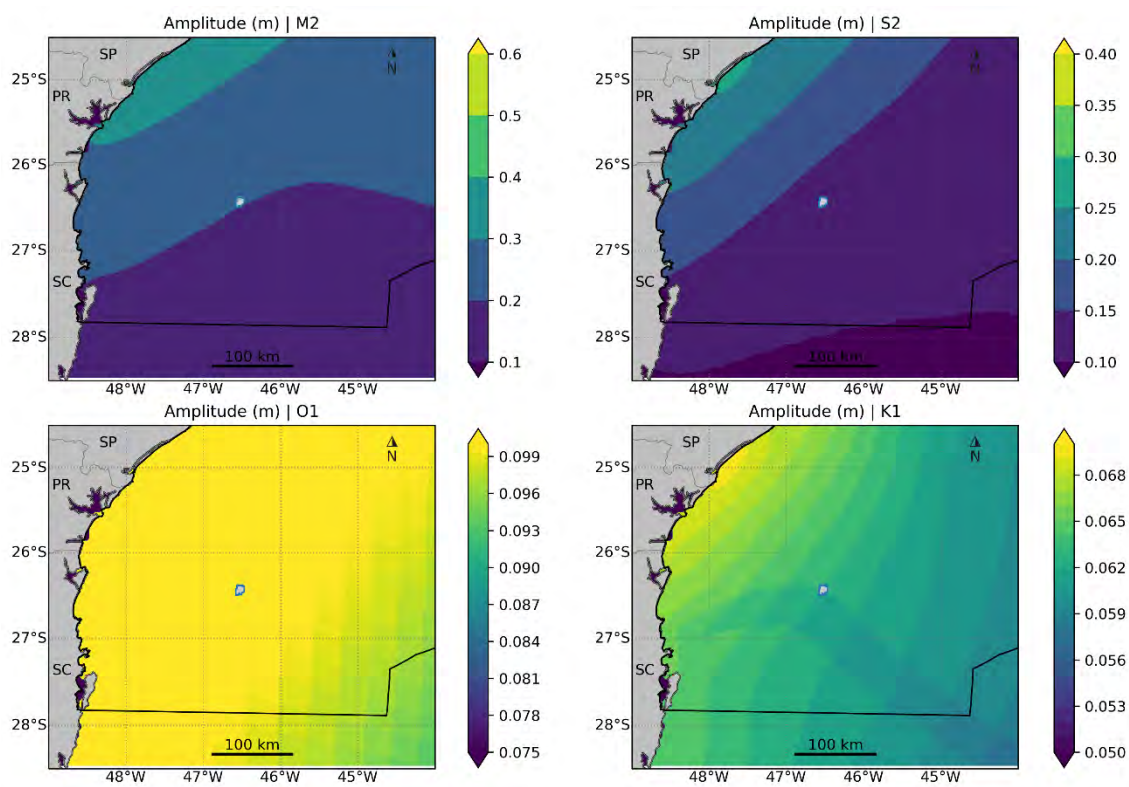 Amplitude (m) | M2
SP
PR
SC
N
100 km
25°S
26°S
27°S
28°S
48°W
47°W
46°W
45°W
0.6
0.5
0.4
0.3
0.2
0.1
Amplitude (m) | S2
SP
PR
SC
N
100 km
25°S
26°S
27°S
28°S
48°W
47°W
46°W
45°W
0.40
0.35
0.30
0.25
0.20
0.15
0.10
Amplitude (m) | O1
SP
PR
SC
N
100 km
25°S
26°S
27°S
28°S
48°W
47°W
46°W
45°W
0.099
0.096
0.093
0.090
0.087
0.084
0.081
0.078
0.075
Amplitude (m) | K1
SP
PR
SC
N
100 km
25°S
26°S
27°S
28°S
48°W
47°W
46°W
45°W
0.068
0.065
0.062
0.059
0.056
0.053
0.050